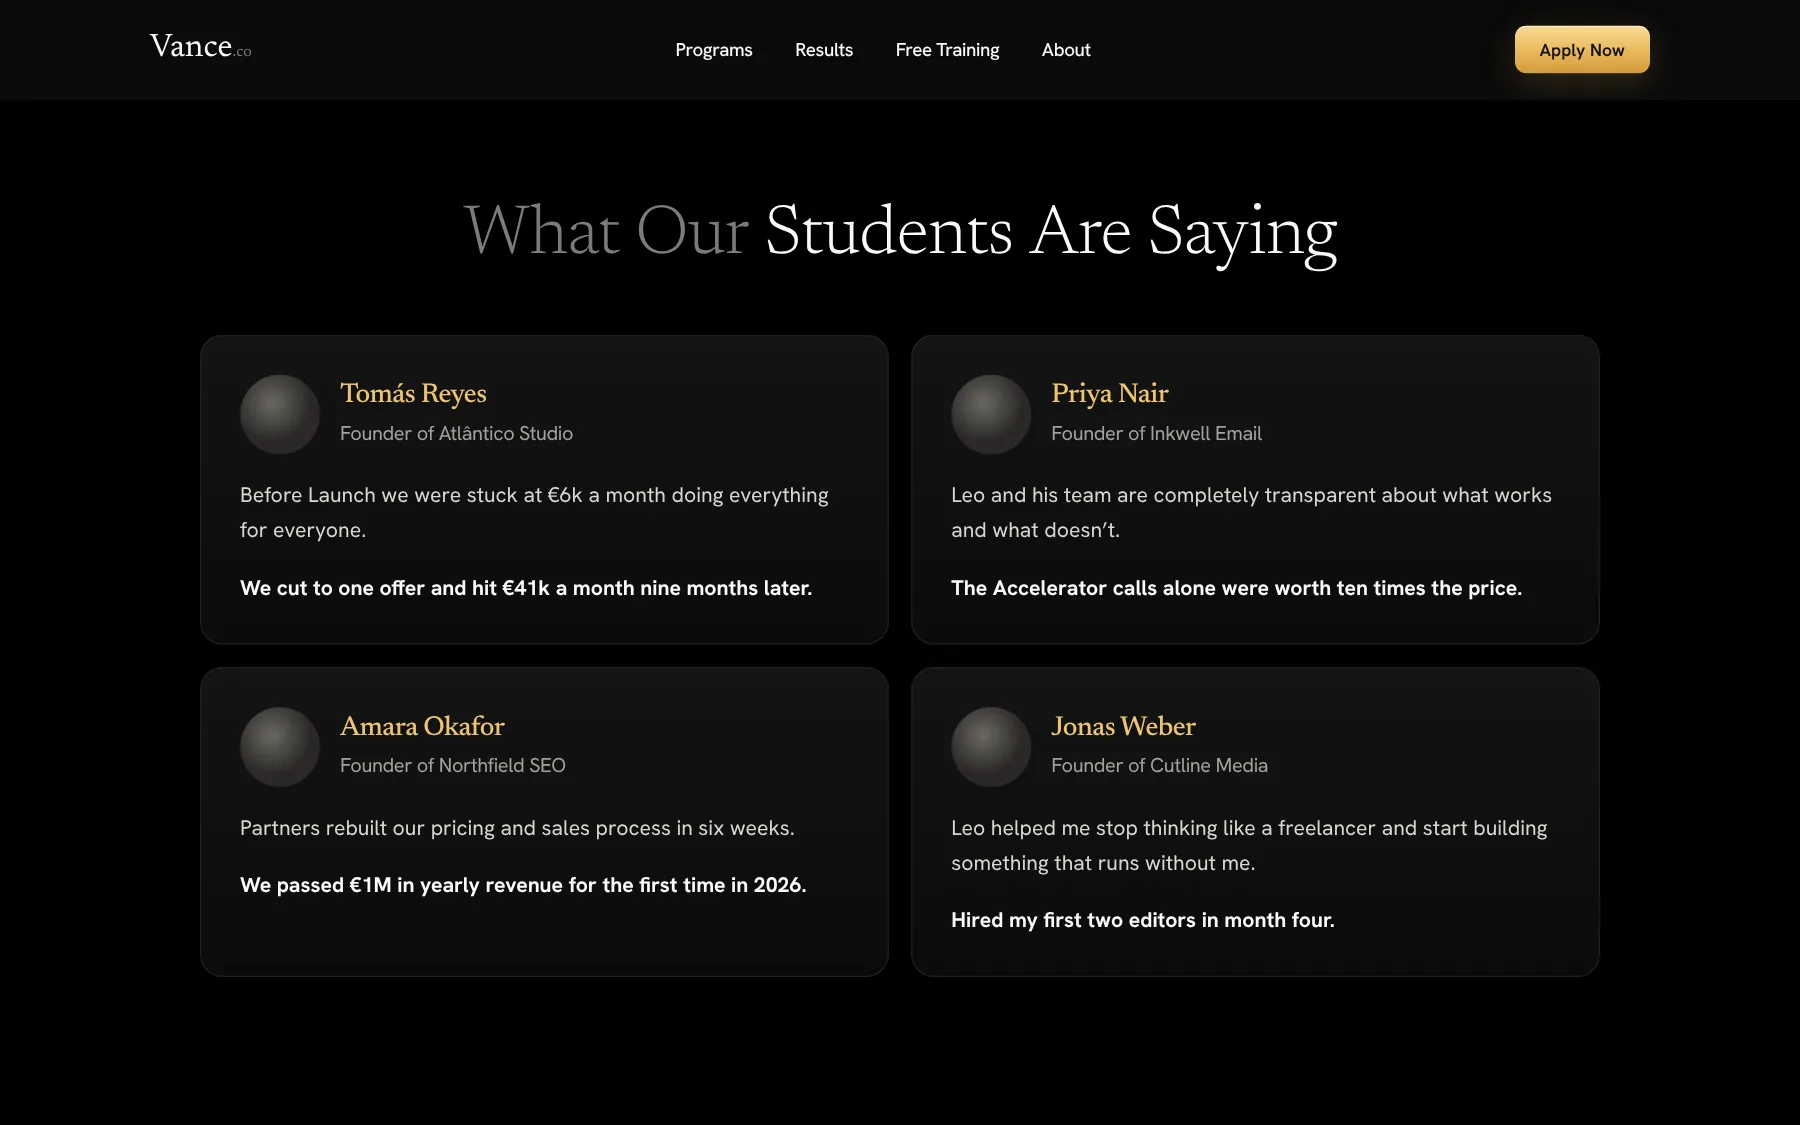 Vance.co
Programs
Results
Free Training
About
Apply Now
What Our Students Are Saying
Tomás Reyes
Founder of Atlântico Studio
Before Launch we were stuck at €6k a month doing everything
for everyone.
We cut to one offer and hit €41k a month nine months later.
Priya Nair
Founder of Inkwell Email
Leo and his team are completely transparent about what works
and what doesn’t.
The Accelerator calls alone were worth ten times the price.
Amara Okafor
Founder of Northfield SEO
Partners rebuilt our pricing and sales process in six weeks.
We passed €1M in yearly revenue for the first time in 2026.
Jonas Weber
Founder of Cutline Media
Leo helped me stop thinking like a freelancer and start building
something that runs without me.
Hired my first two editors in month four.